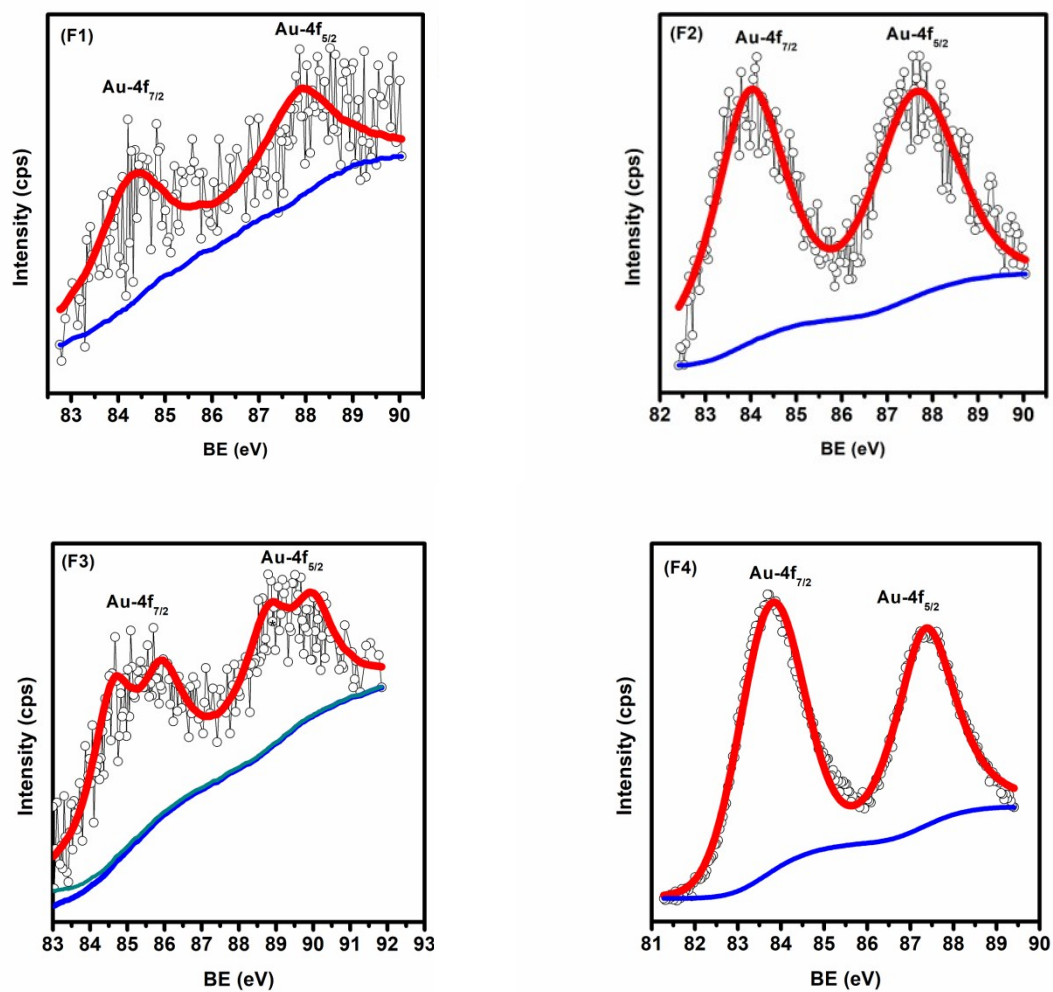 (F1)
Au-4f7/2
Au-4f5/2
Intensity (cps)
83 84 85 86 87 88 89 90
BE (eV)
(F2)
Au-4f7/2
Au-4f5/2
Intensity (cps)
82 83 84 85 86 87 88 89 90
BE (eV)
(F3)
Au-4f7/2
Au-4f5/2
*
Intensity (cps)
83 84 85 86 87 88 89 90 91 92 93
BE (eV)
(F4)
Au-4f7/2
Au-4f5/2
Intensity (cps)
81 82 83 84 85 86 87 88 89 90
BE (eV)